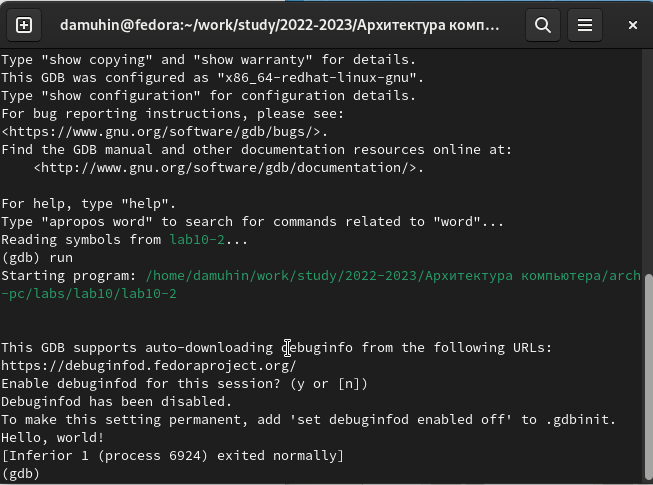 damuhin@fedora:~/work/study/2022-2023/Архитектура комп...
Type "show copying" and "show warranty" for details.
This GDB was configured as "x86_64-redhat-linux-gnu".
Type "show configuration" for configuration details.
For bug reporting instructions, please see:
<https://www.gnu.org/software/gdb/bugs/>.
Find the GDB manual and other documentation resources online at:
    <http://www.gnu.org/software/gdb/documentation/>.
For help, type "help".
Type "apropos word" to search for commands related to "word"...
Reading symbols from lab10-2...
(gdb) run
Starting program: /home/damuhin/work/study/2022-2023/Архитектура компьютера/arch
-pc/labs/lab10/lab10-2
This GDB supports auto-downloading debuginfo from the following URLs:
https://debuginfod.fedoraproject.org/
Enable debuginfod for this session? (y or [n])
Debuginfod has been disabled.
To make this setting permanent, add 'set debuginfod enabled off' to .gdbinit.
Hello, world!
[Inferior 1 (process 6924) exited normally]
(gdb)